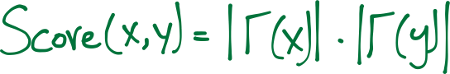 Score(x,y) = |Γ(x)| · |Γ(y)|